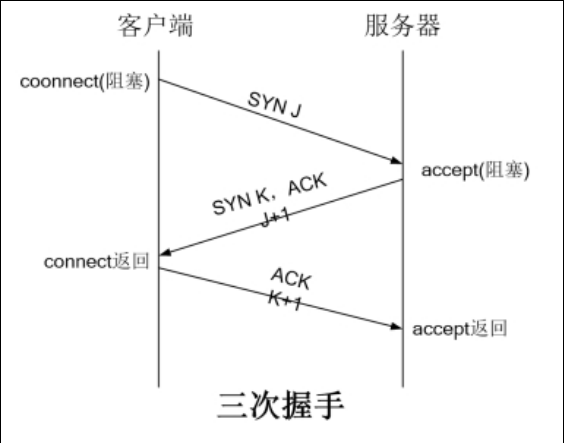 客户端
服务器
coonnect(阻塞)
SYN J
accept(阻塞)
SYN K，ACK
J+1
connect返回
ACK
K+1
accept返回
三次握手